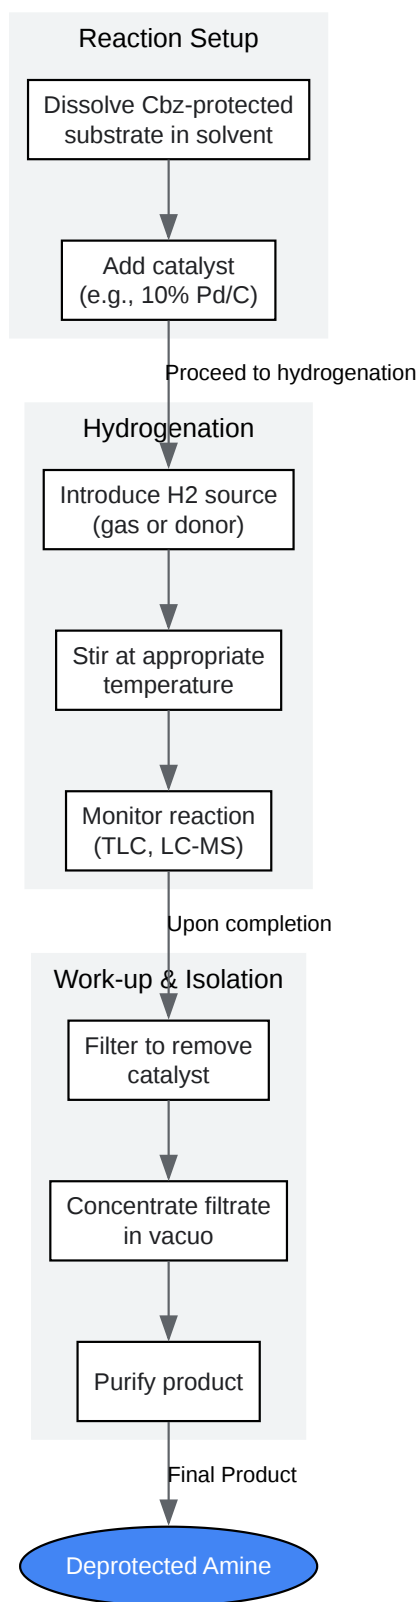 Reaction Setup
Dissolve Cbz-protected
substrate in solvent
Add catalyst
(e.g., 10% Pd/C)
Proceed to hydrogenation
Hydrogenation
Introduce H2 source
(gas or donor)
Stir at appropriate
temperature
Monitor reaction
(TLC, LC-MS)
Upon completion
Work-up & Isolation
Filter to remove
catalyst
Concentrate filtrate
in vacuo
Purify product
Final Product
Deprotected Amine